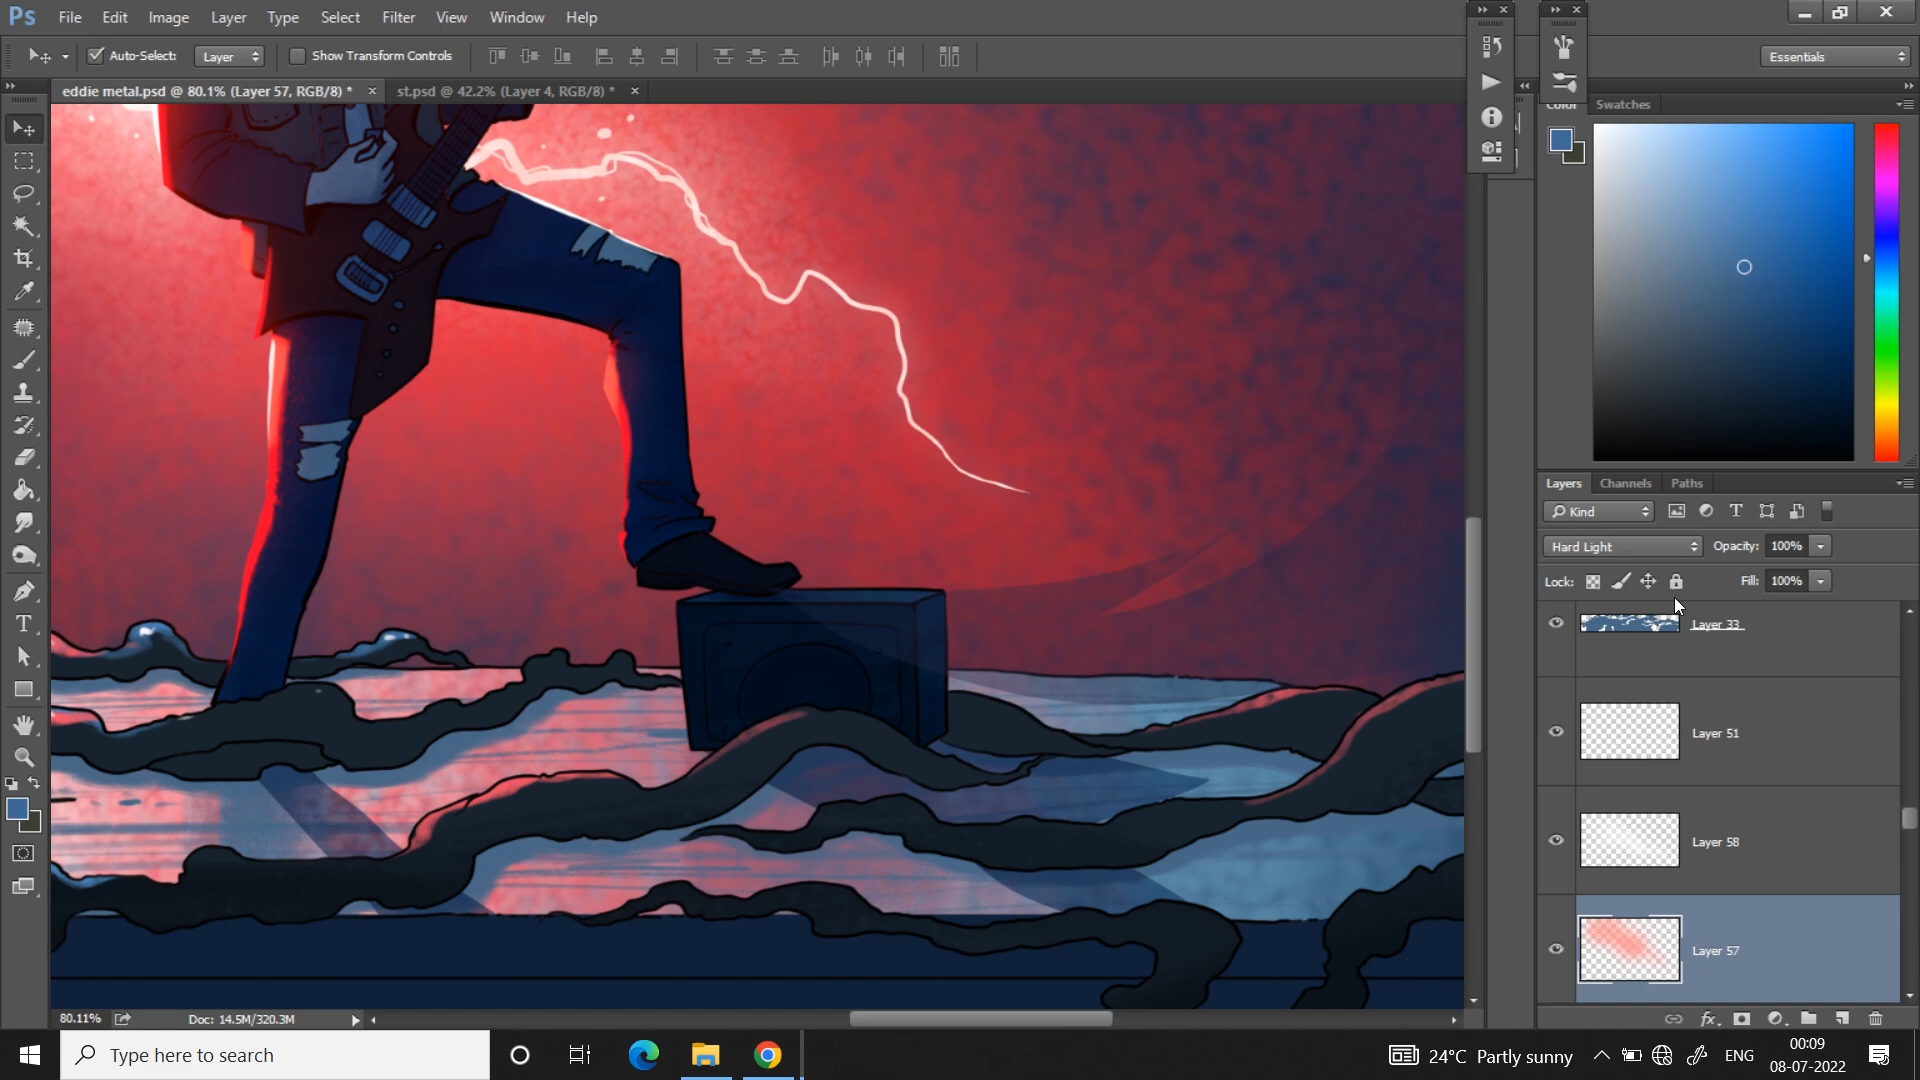 Ps File Edit Image Layer Type Select Filter View Window Help
Auto-Select: Layer Show Transform Controls Essentials
eddie metal.psd @ 80.1% (Layer 57, RGB/8) * × st.psd @ 42.2% (Layer 4, RGB/8) * ×
Color Swatches
Layers Channels Paths
Kind
Hard Light Opacity: 100%
Lock: Fill: 100%
Layer 33
Layer 51
Layer 58
Layer 57
80.11% Doc: 14.5M/320.3M
Type here to search
24°C Partly sunny ENG
00:09
08-07-2022